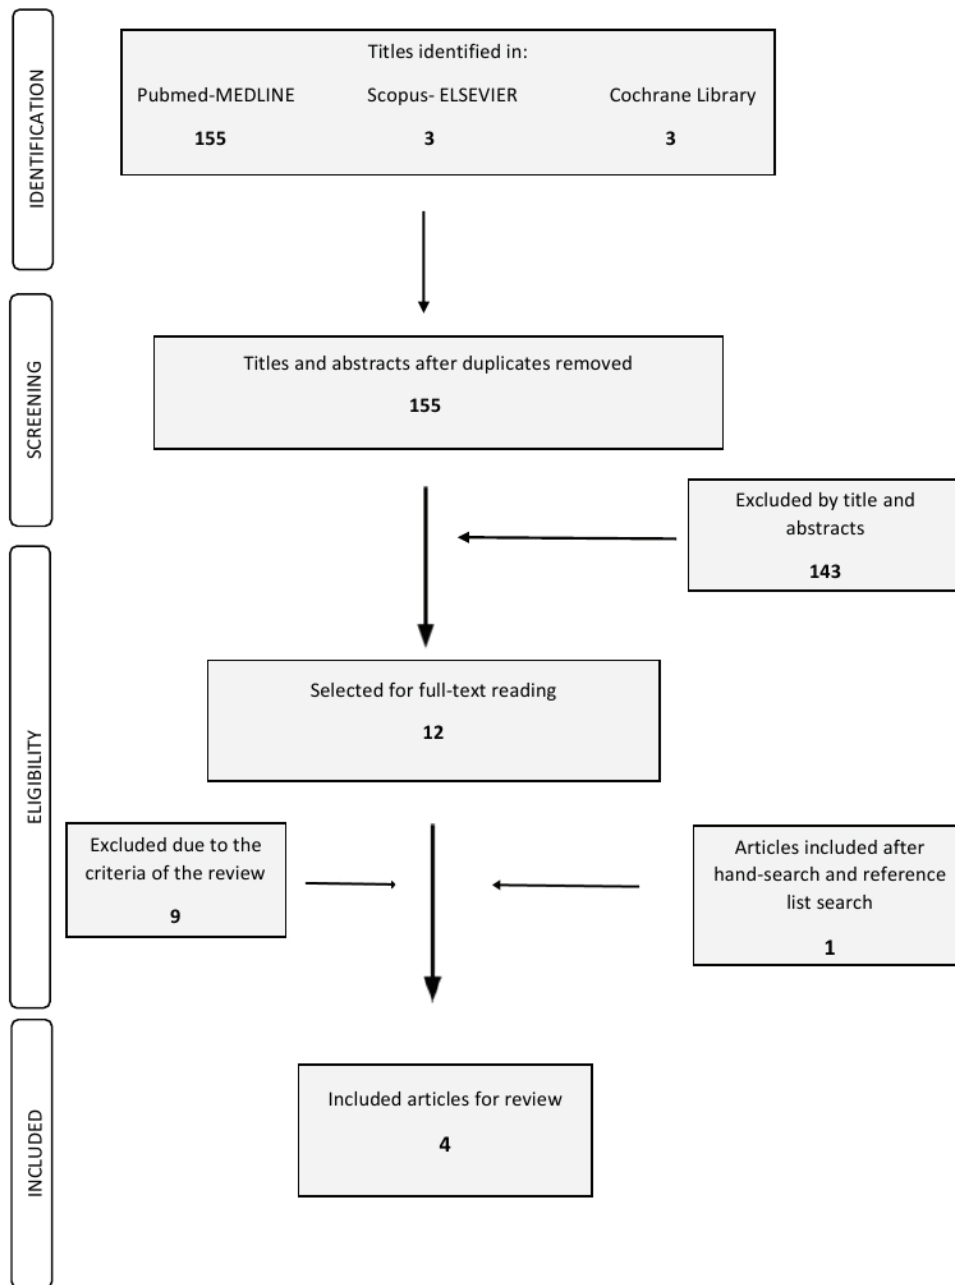 IDENTIFICATION
Titles identified in:
Pubmed-MEDLINE Scopus- ELSEVIER Cochrane Library
155 3 3
SCREENING
Titles and abstracts after duplicates removed
155
Excluded by title and
abstracts
143
ELIGIBILITY
Selected for full-text reading
12
Excluded due to the
criteria of the review
9
Articles included after
hand-search and reference
list search
1
INCLUDED
Included articles for review
4